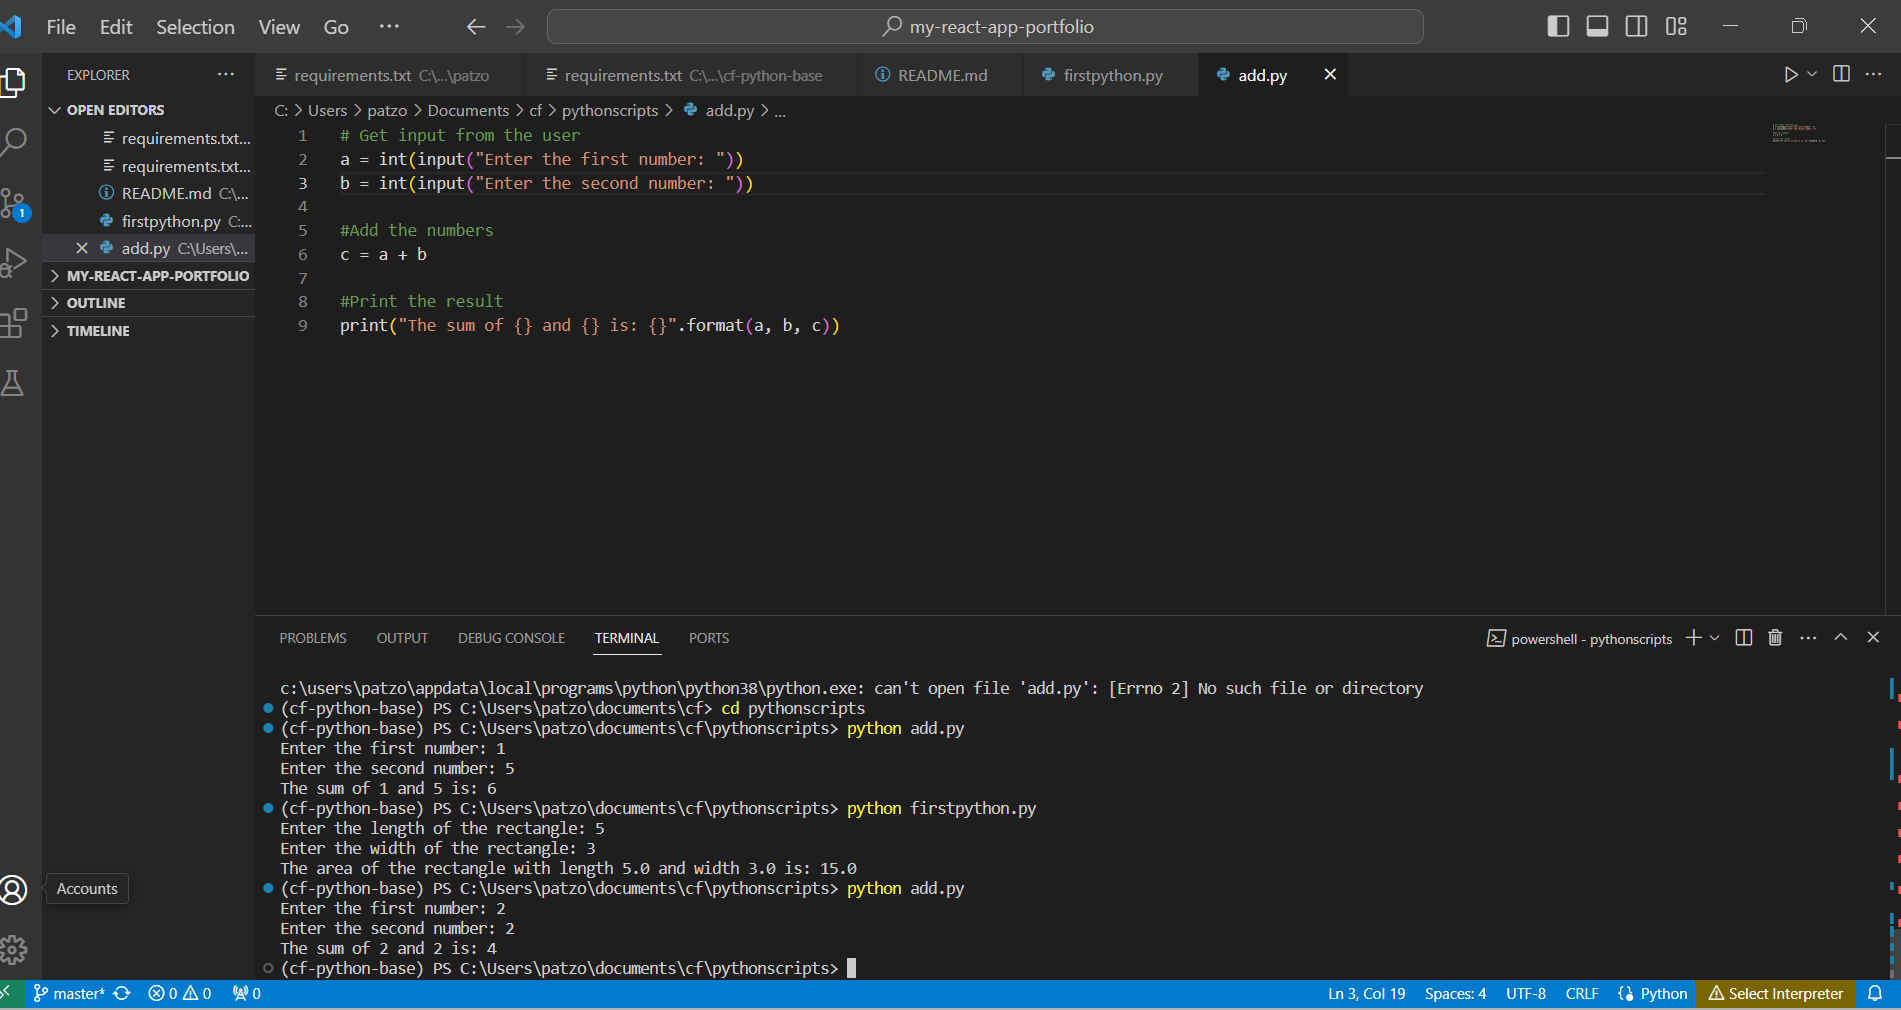 File Edit Selection View Go ··· my-react-app-portfolio
EXPLORER ···
OPEN EDITORS
requirements.txt...
requirements.txt...
README.md C:\...
firstpython.py C:...
add.py C:\Users\...
MY-REACT-APP-PORTFOLIO
OUTLINE
TIMELINE
1
Accounts
requirements.txt C:\...\patzo requirements.txt C:\...\cf-python-base README.md firstpython.py add.py
C: > Users > patzo > Documents > cf > pythonscripts > add.py > ...
1 # Get input from the user
2 a = int(input("Enter the first number: "))
3 b = int(input("Enter the second number: "))
4
5 #Add the numbers
6 c = a + b
7
8 #Print the result
9 print("The sum of {} and {} is: {}".format(a, b, c))
PROBLEMS OUTPUT DEBUG CONSOLE TERMINAL PORTS powershell - pythonscripts
c:\users\patzo\appdata\local\programs\python\python38\python.exe: can't open file 'add.py': [Errno 2] No such file or directory
(cf-python-base) PS C:\Users\patzo\documents\cf> cd pythonscripts
(cf-python-base) PS C:\Users\patzo\documents\cf\pythonscripts> python add.py
Enter the first number: 1
Enter the second number: 5
The sum of 1 and 5 is: 6
(cf-python-base) PS C:\Users\patzo\documents\cf\pythonscripts> python firstpython.py
Enter the length of the rectangle: 5
Enter the width of the rectangle: 3
The area of the rectangle with length 5.0 and width 3.0 is: 15.0
(cf-python-base) PS C:\Users\patzo\documents\cf\pythonscripts> python add.py
Enter the first number: 2
Enter the second number: 2
The sum of 2 and 2 is: 4
(cf-python-base) PS C:\Users\patzo\documents\cf\pythonscripts>
master* 0 0 0 Ln 3, Col 19 Spaces: 4 UTF-8 CRLF Python Select Interpreter